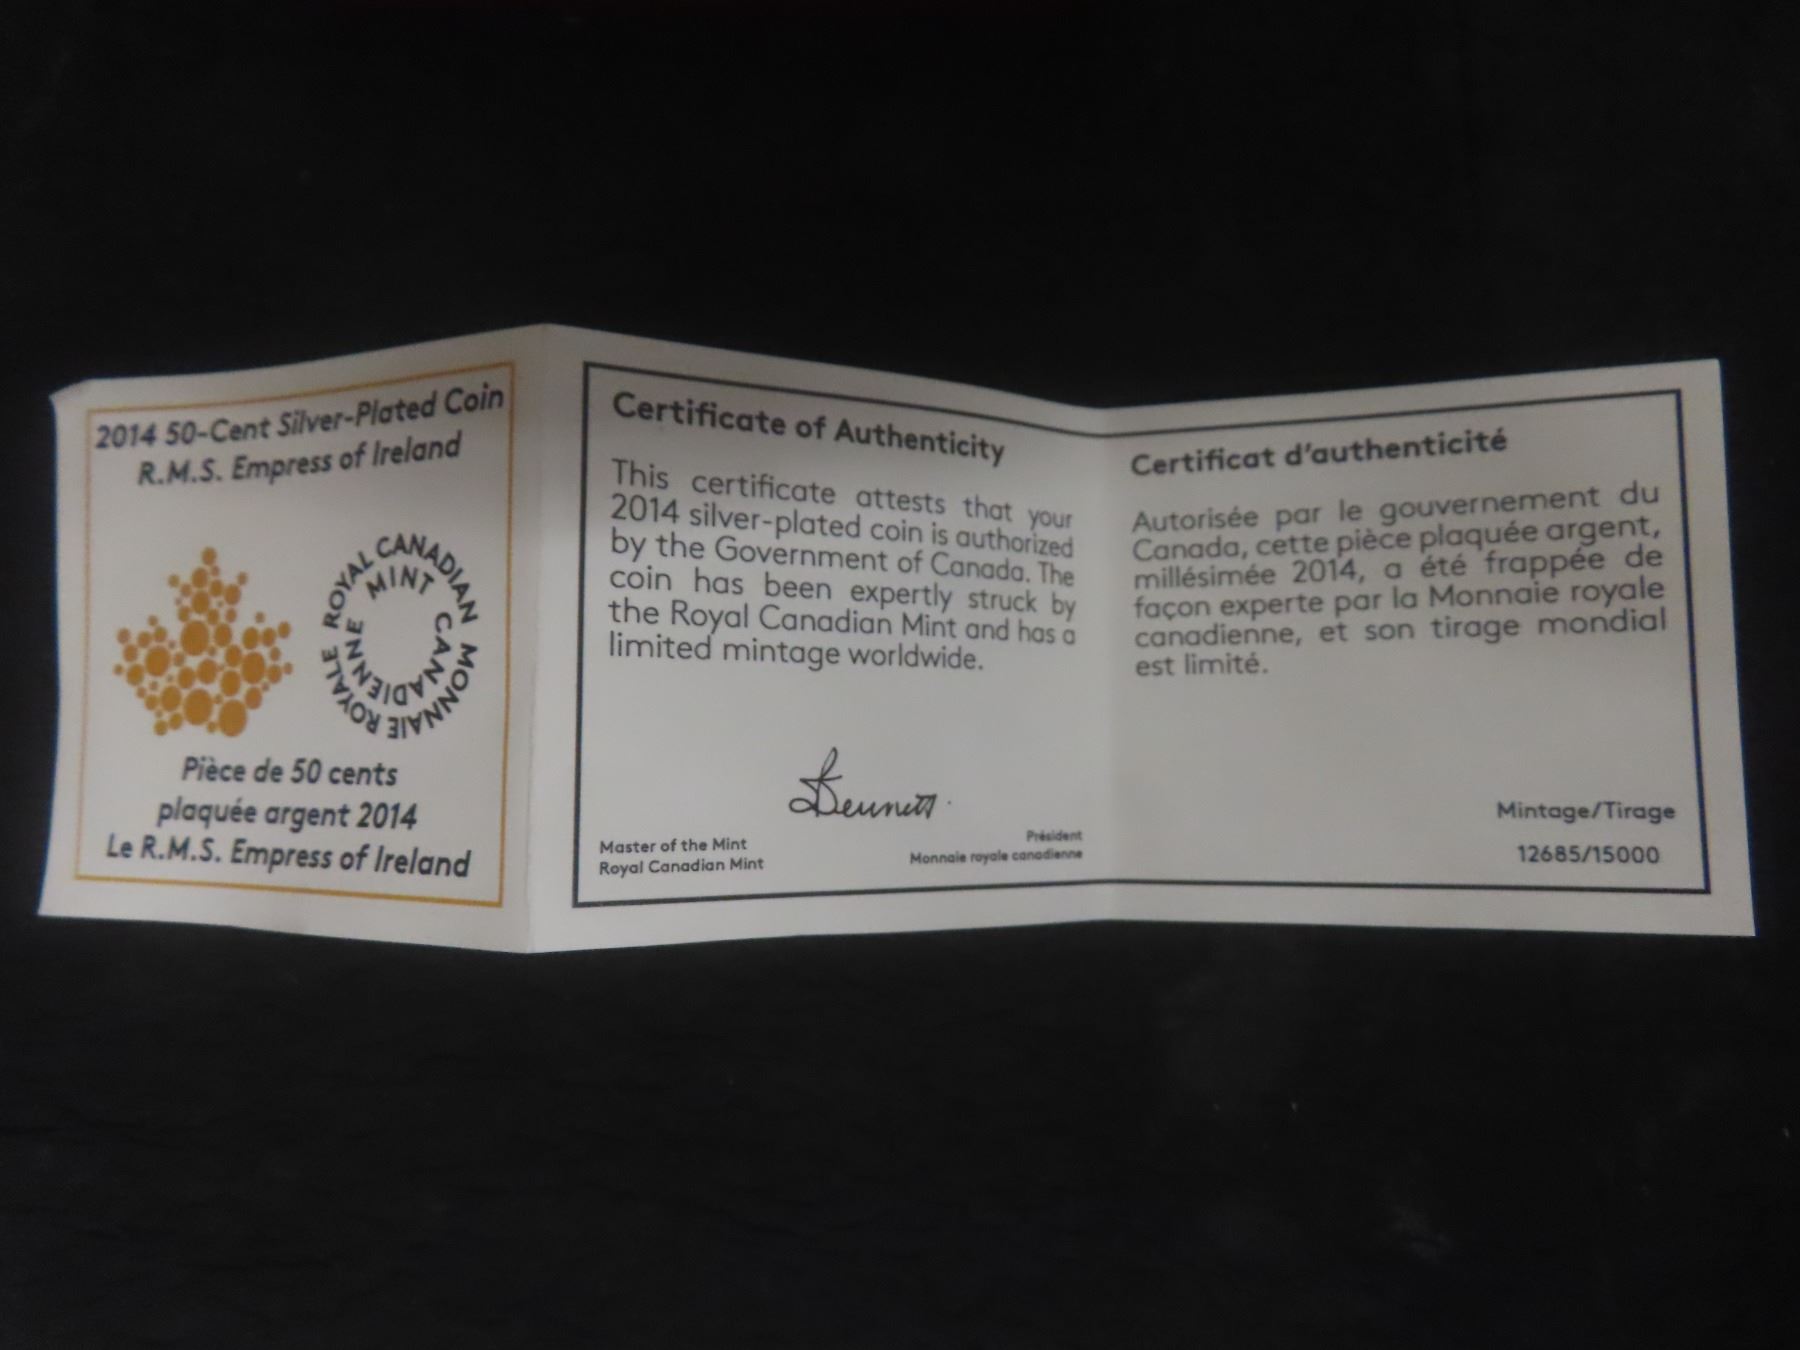 2014 50-Cent Silver-Plated Coin
R.M.S. Empress of Ireland
ROYAL CANADIAN MINT
MONNAIE ROYALE CANADIENNE
Pièce de 50 cents
plaquée argent 2014
Le R.M.S. Empress of Ireland
Certificate of Authenticity
This certificate attests that your
2014 silver-plated coin is authorized
by the Government of Canada. The
coin has been expertly struck by
the Royal Canadian Mint and has a
limited mintage worldwide.
SBennett
Master of the Mint
Royal Canadian Mint
Président
Monnaie royale canadienne
Certificat d'authenticité
Autorisée par le gouvernement du
Canada, cette pièce plaquée argent,
millésimée 2014, a été frappée de
façon experte par la Monnaie royale
canadienne, et son tirage mondial
est limité.
Mintage/Tirage
12685/15000